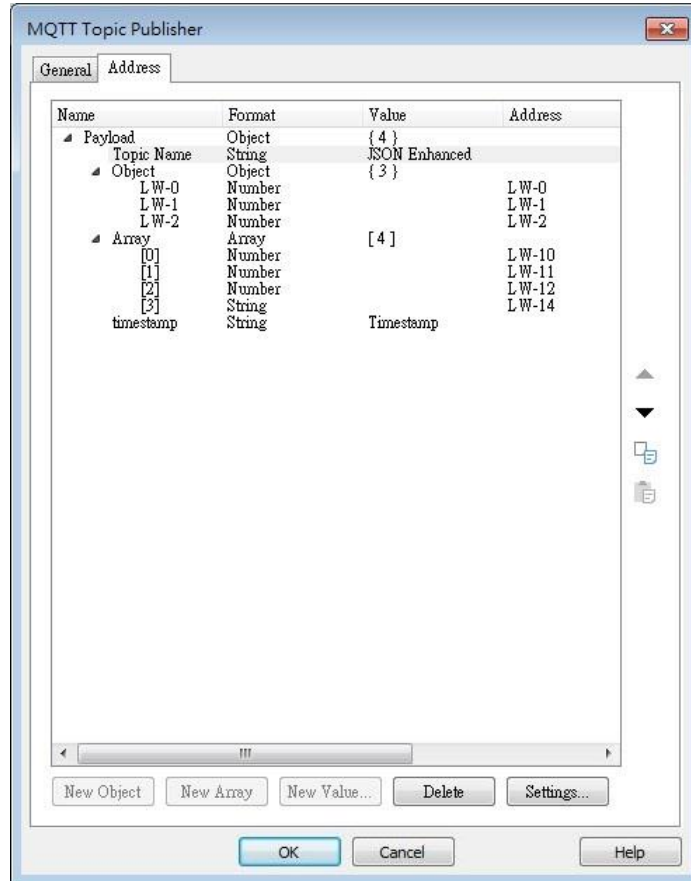 MQTT Topic Publisher
General Address
Name Format Value Address
Payload Object { 4 }
Topic Name String JSON Enhanced
Object Object { 3 }
LW-0 Number LW-0
LW-1 Number LW-1
LW-2 Number LW-2
Array Array [ 4 ]
[0] Number LW-10
[1] Number LW-11
[2] Number LW-12
[3] String LW-14
timestamp String Timestamp
New Object New Array New Value... Delete Settings...
OK Cancel Help